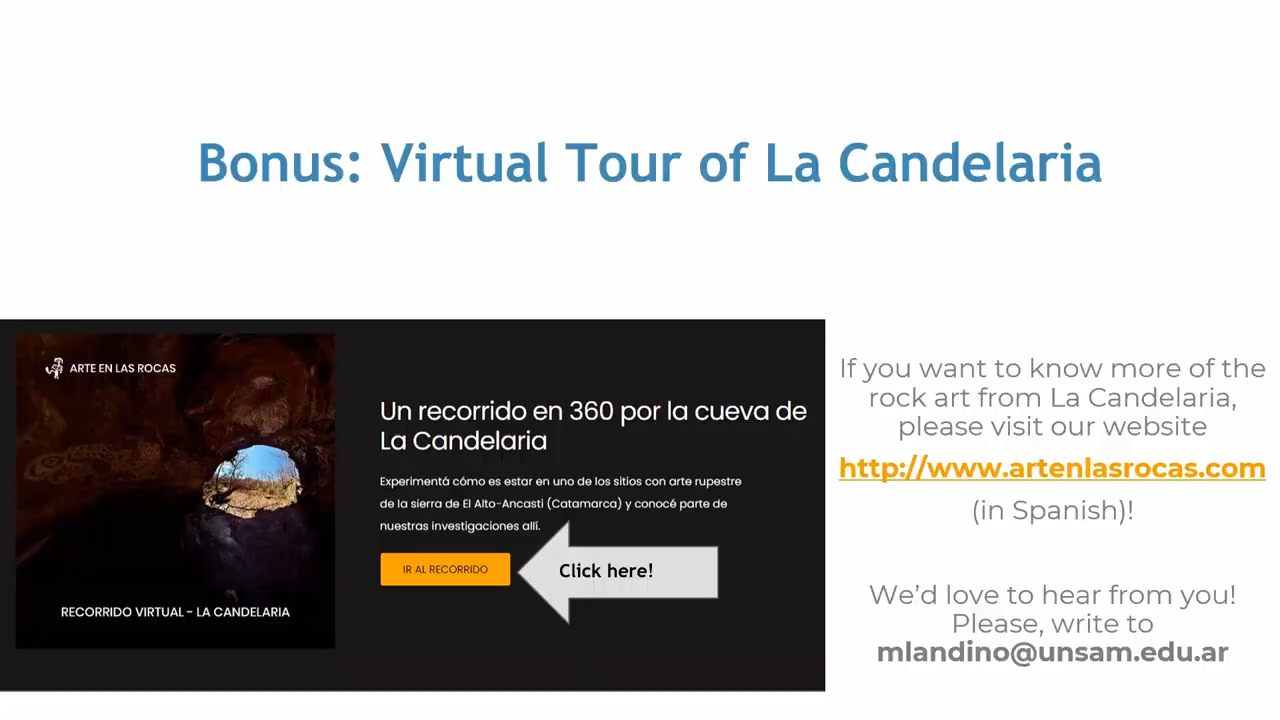 Bonus: Virtual Tour of La Candelaria
ARTE EN LAS ROCAS
RECORRIDO VIRTUAL - LA CANDELARIA
Un recorrido en 360 por la cueva de
La Candelaria
Experimentá cómo es estar en uno de los sitios con arte rupestre
de la sierra de El Alto-Ancasti (Catamarca) y conocé parte de
nuestras investigaciones allí.
IR AL RECORRIDO
Click here!
If you want to know more of the
rock art from La Candelaria,
please visit our website
http://www.artenlasrocas.com
(in Spanish)!
We’d love to hear from you!
Please, write to
mlandino@unsam.edu.ar